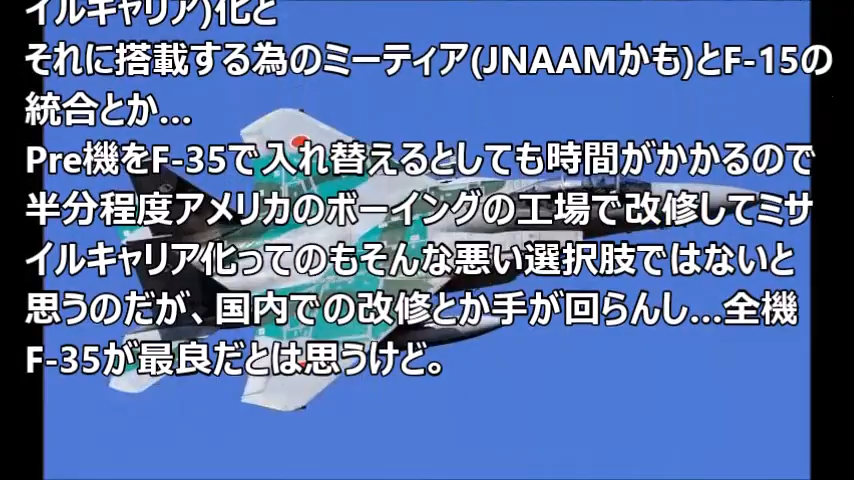 イルキャリア)化と
それに搭載する為のミーティア(JNAAMかも)とF-15の
統合とか…
Pre機をF-35で入れ替えるとしても時間がかかるので
半分程度アメリカのボーイングの工場で改修してミサ
イルキャリア化ってのもそんな悪い選択肢ではないと
思うのだが、国内での改修とか手が回らんし…全機
F-35が最良だとは思うけど。